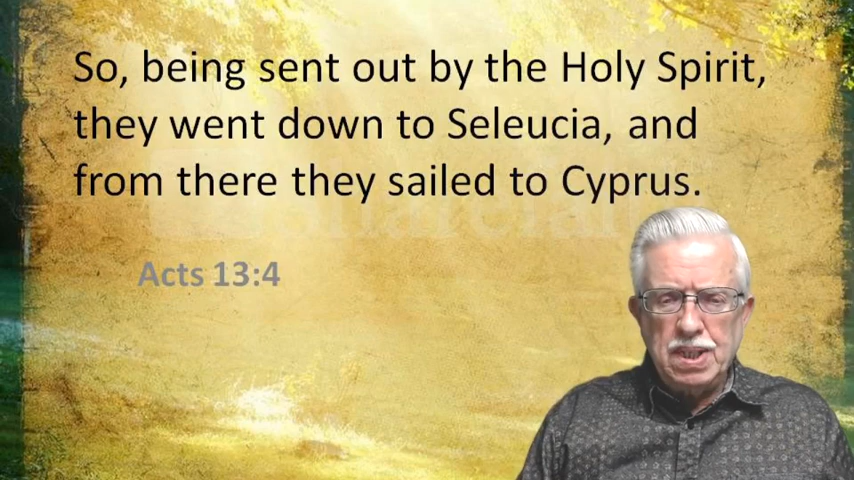 So, being sent out by the Holy Spirit,
they went down to Seleucia, and
from there they sailed to Cyprus.
Acts 13:4